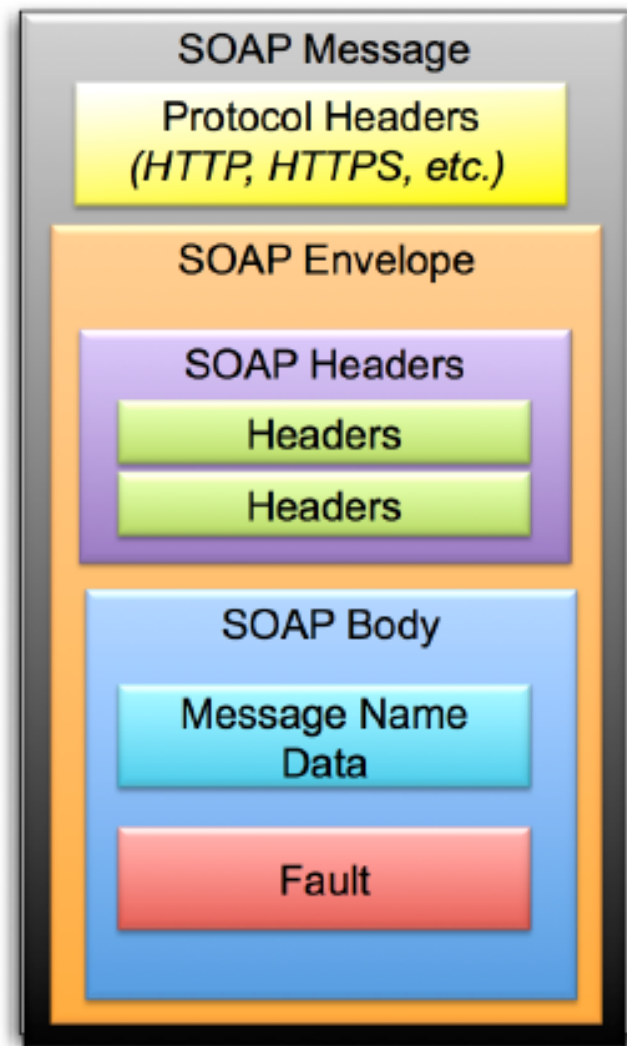 SOAP Message
Protocol Headers
(HTTP, HTTPS, etc.)
SOAP Envelope
SOAP Headers
Headers
Headers
SOAP Body
Message Name
Data
Fault